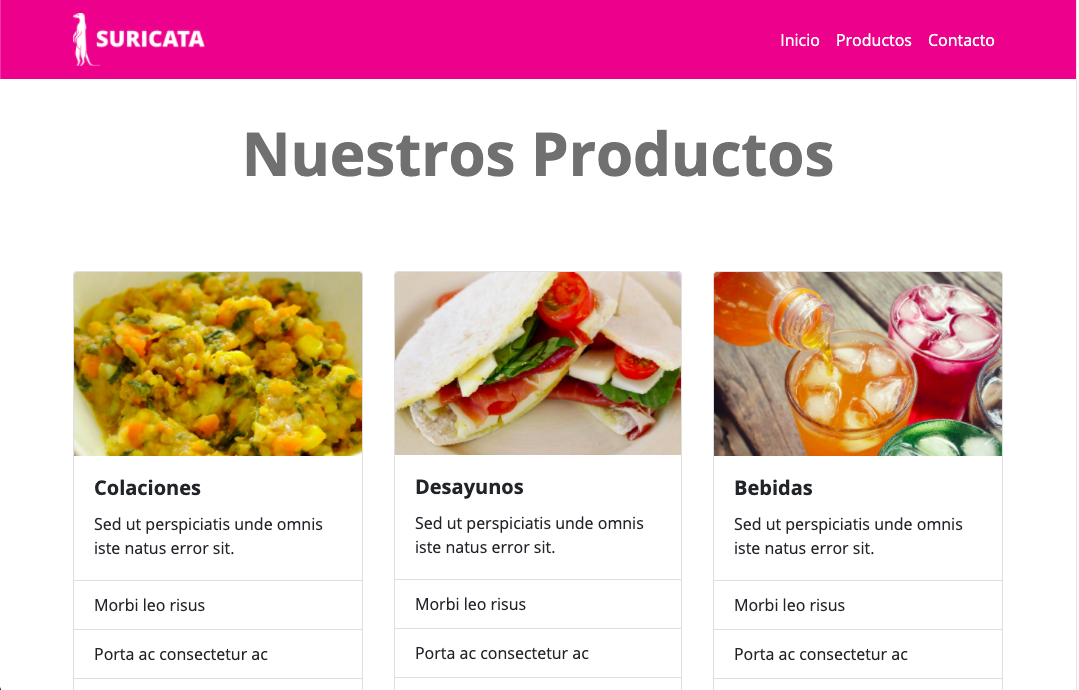 SURICATA
Inicio Productos Contacto
Nuestros Productos
Colaciones
Sed ut perspiciatis unde omnis
iste natus error sit.
Morbi leo risus
Porta ac consectetur ac
Desayunos
Sed ut perspiciatis unde omnis
iste natus error sit.
Morbi leo risus
Porta ac consectetur ac
Bebidas
Sed ut perspiciatis unde omnis
iste natus error sit.
Morbi leo risus
Porta ac consectetur ac